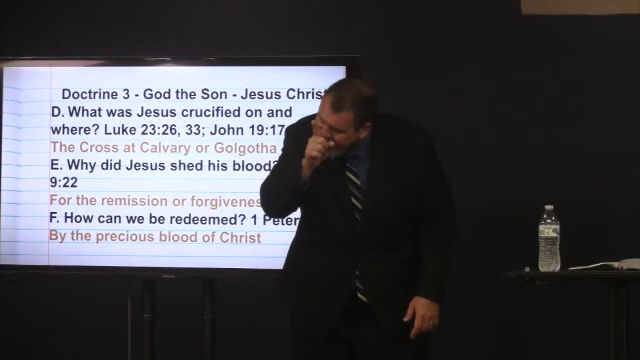 Doctrine 3 - God the Son - Jesus Christ
D. What was Jesus crucified on and
where? Luke 23:26, 33; John 19:17
The Cross at Calvary or Golgotha
E. Why did Jesus shed his blood?
9:22
For the remission or forgivenes
F. How can we be redeemed? 1 Peter
By the precious blood of Christ